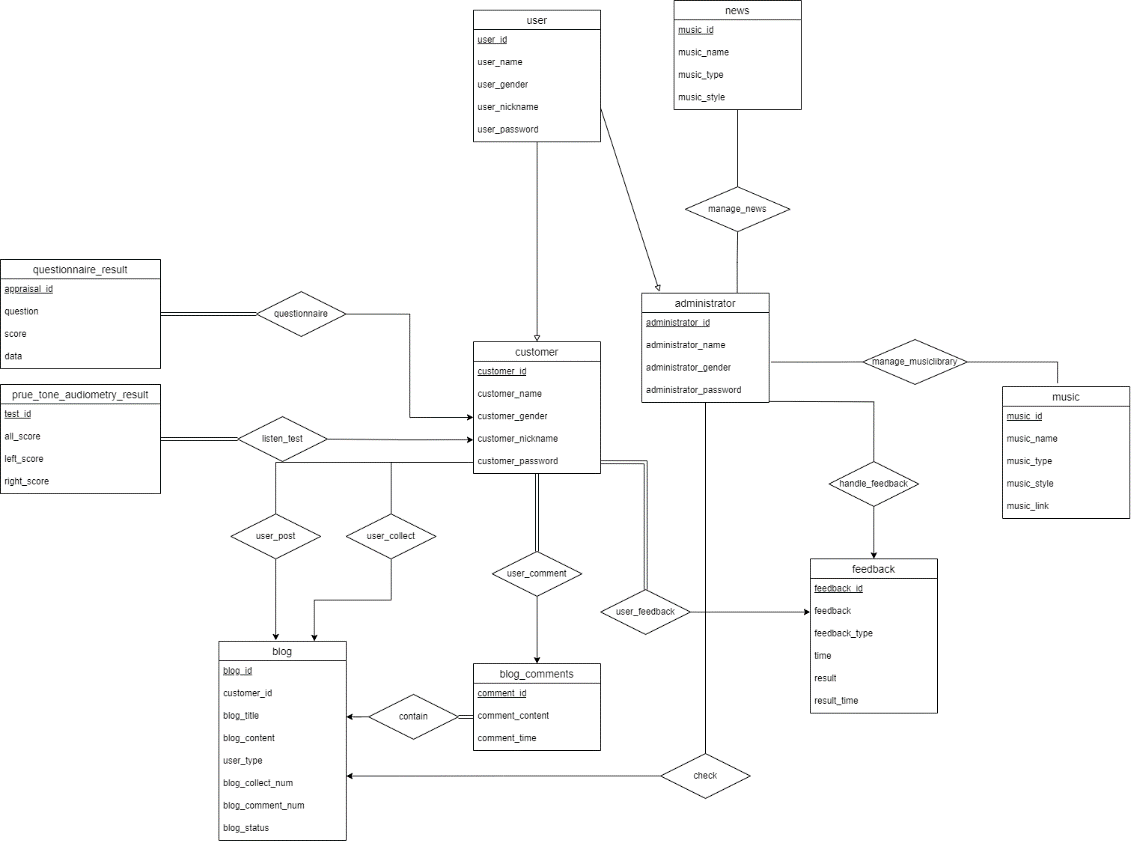 user
user_id
user_name
user_gender
user_nickname
user_password
news
music_id
music_name
music_type
music_style
manage_news
questionnaire_result
appraisal_id
question
score
data
questionnaire
administrator
administrator_id
administrator_name
administrator_gender
administrator_password
customer
customer_id
customer_name
customer_gender
customer_nickname
customer_password
manage_musiclibrary
prue_tone_audiometry_result
test_id
all_score
left_score
right_score
listen_test
music
music_id
music_name
music_type
music_style
music_link
handle_feedback
user_post
user_collect
user_comment
user_feedback
feedback
feedback_id
feedback
feedback_type
time
result
result_time
blog
blog_id
customer_id
blog_title
blog_content
user_type
blog_collect_num
blog_comment_num
blog_status
contain
blog_comments
comment_id
comment_content
comment_time
check